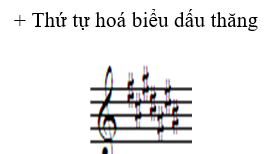 + Thứ tự hoá biểu dấu thăng